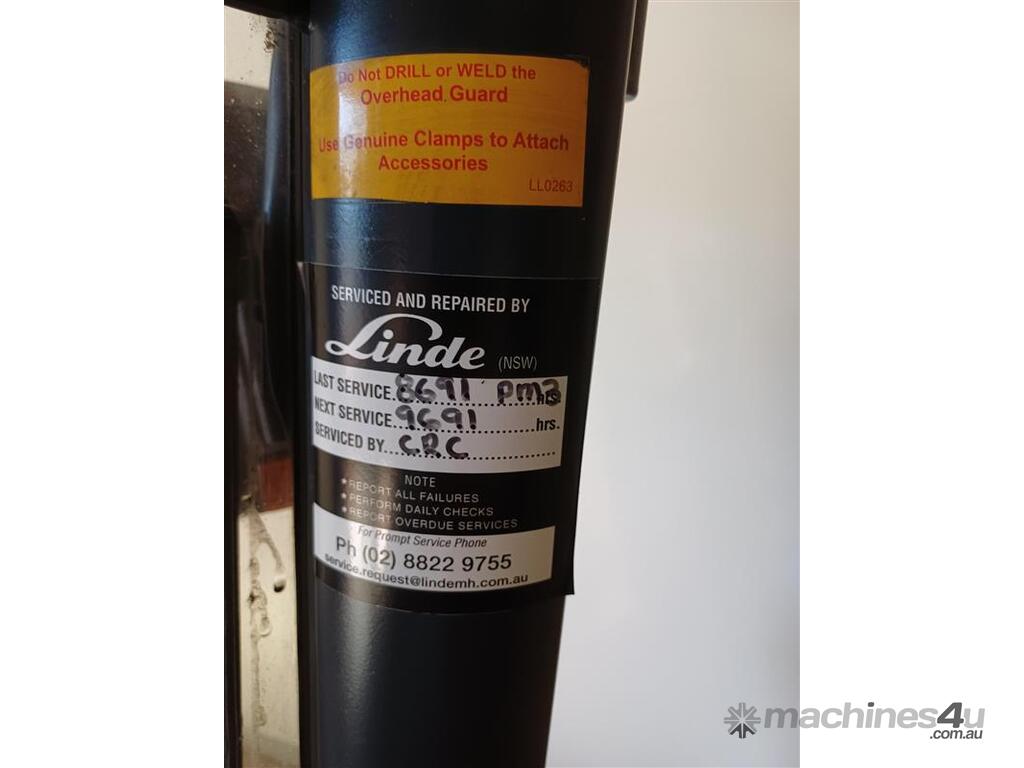 Do Not DRILL or WELD the
Overhead Guard
Use Genuine Clamps to Attach
Accessories
LL0263
SERVICED AND REPAIRED BY
Linde (NSW)
LAST SERVICE 8691 pm3 hrs.
NEXT SERVICE 9691 hrs.
SERVICED BY C.R.C
NOTE
★REPORT ALL FAILURES
★PERFORM DAILY CHECKS
★REPORT OVERDUE SERVICES
For Prompt Service Phone
Ph (02) 8822 9755
service.request@lindemh.com.au
machines4u
.com.au